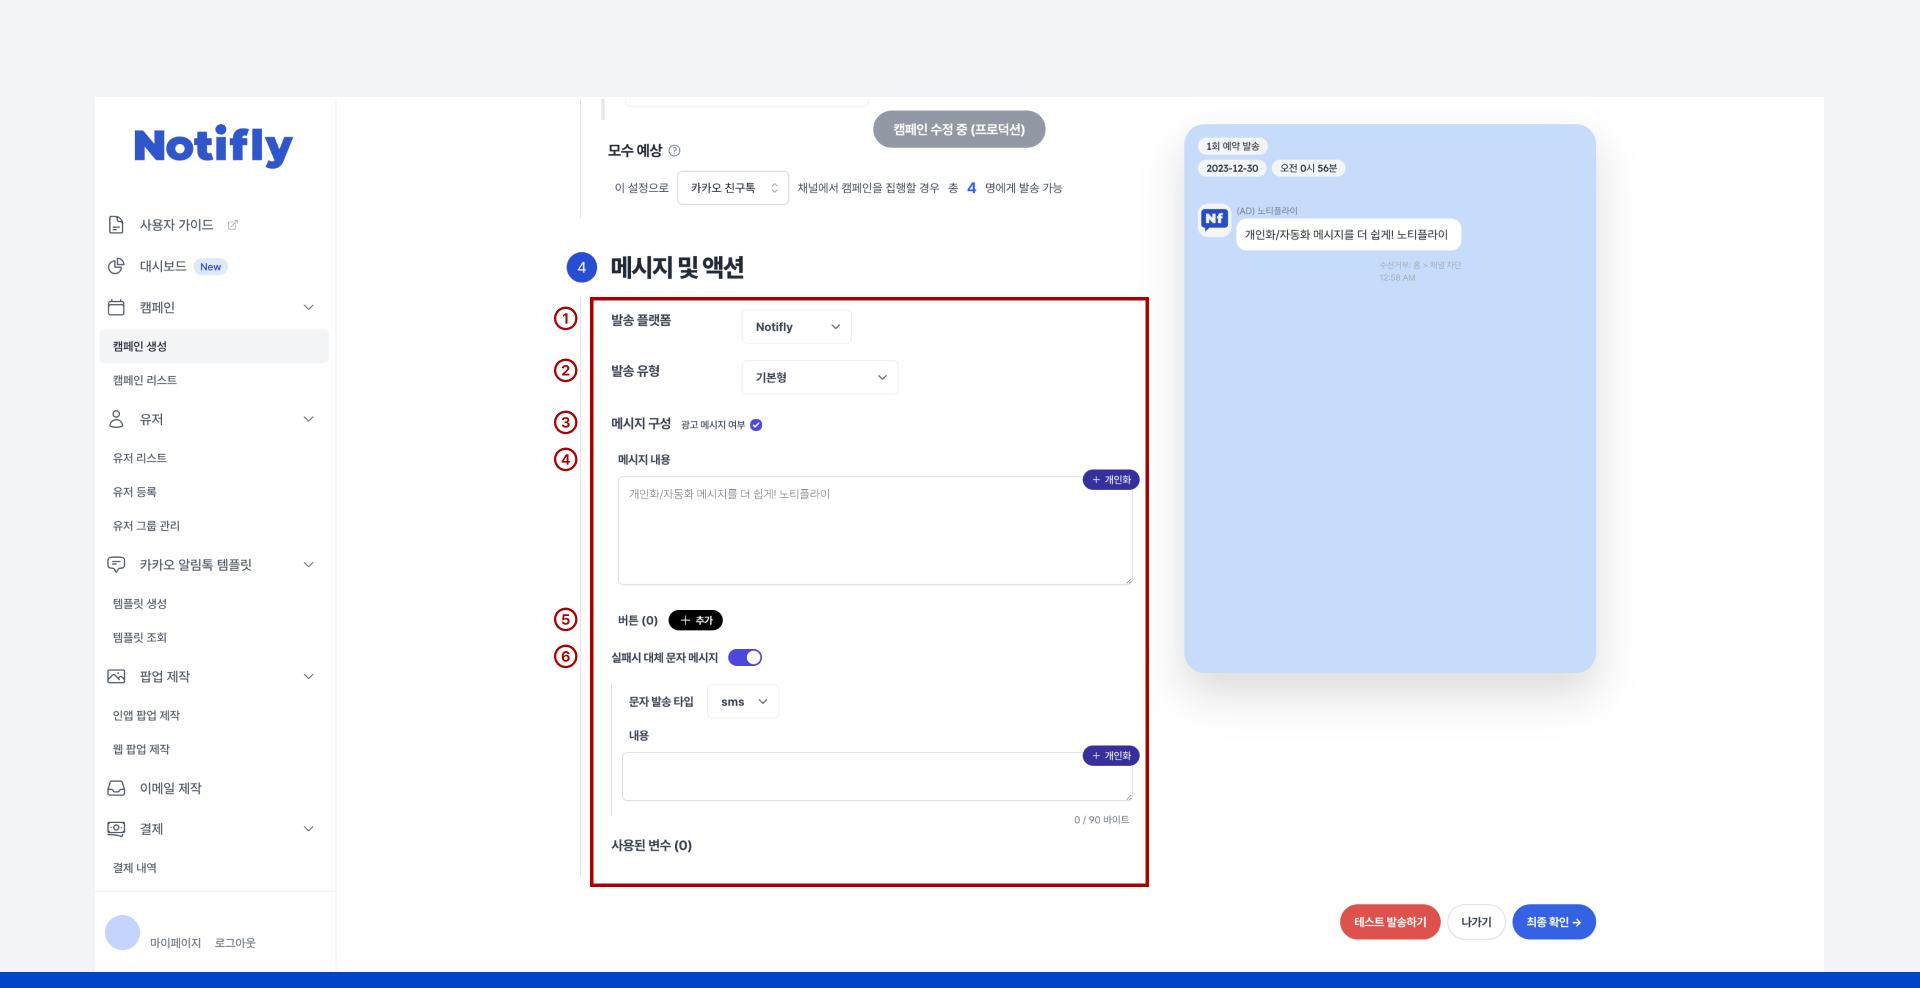 Notifly
사용자 가이드
대시보드 New
캠페인
캠페인 생성
캠페인 리스트
유저
유저 리스트
유저 등록
유저 그룹 관리
카카오 알림톡 템플릿
템플릿 생성
템플릿 조회
팝업 제작
인앱 팝업 제작
웹 팝업 제작
이메일 제작
결제
결제 내역
마이페이지 로그아웃
캠페인 수정 중 (프로덕션)
모수 예상 ?
이 설정으로 카카오 친구톡 채널에서 캠페인을 집행할 경우 총 4 명에게 발송 가능
4 메시지 및 액션
1 발송 플랫폼 Notifly
2 발송 유형 기본형
3 메시지 구성 광고 메시지 여부
4 메시지 내용
+ 개인화
개인화/자동화 메시지를 더 쉽게! 노티플라이
5 버튼 (0) + 추가
6 실패시 대체 문자 메시지
문자 발송 타입 sms
내용
+ 개인화
0 / 90 바이트
사용된 변수 (0)
1회 예약 발송
2023-12-30 오전 0시 56분
Nf
(AD) 노티플라이
개인화/자동화 메시지를 더 쉽게! 노티플라이
수신거부: 홈 > 채널 차단
12:58 AM
테스트 발송하기 나가기 최종 확인 →